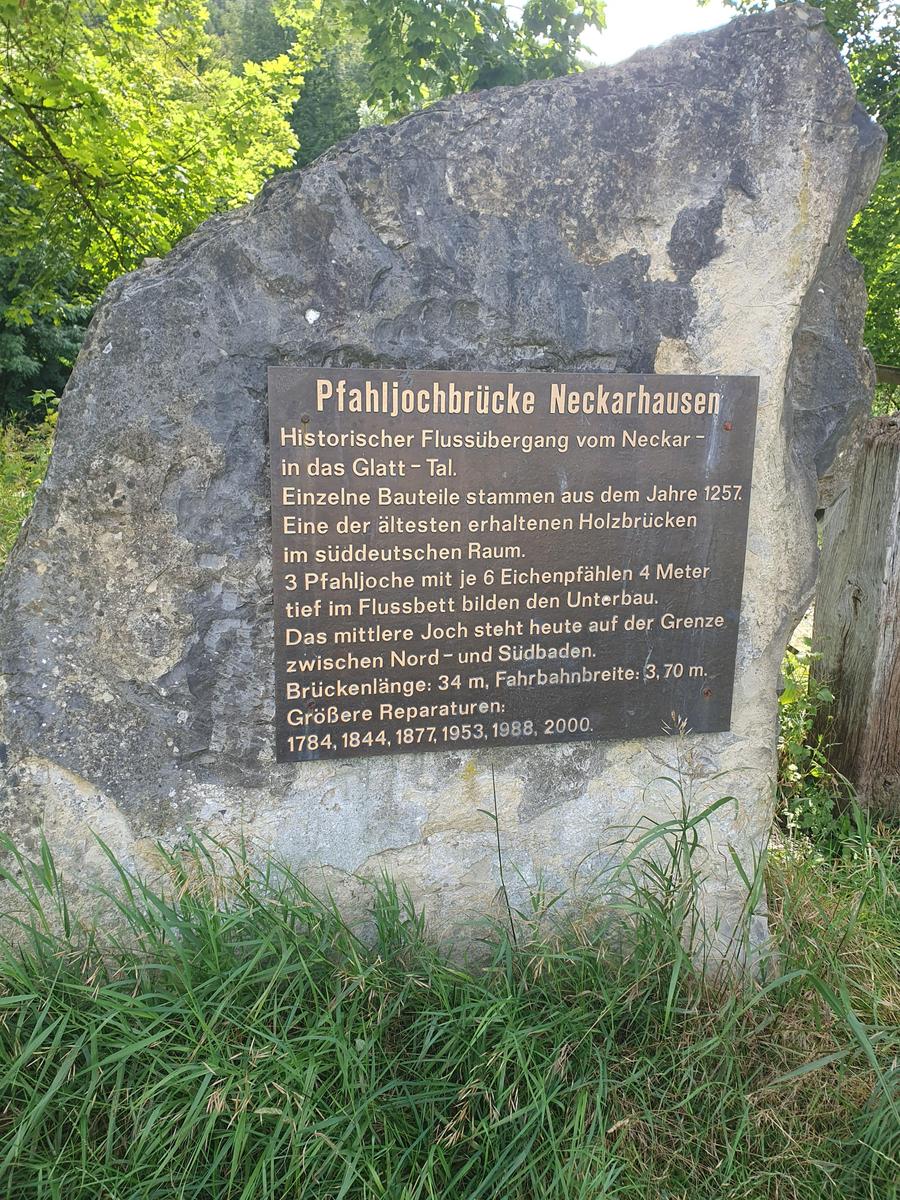 Pfahljochbrücke Neckarhausen
Historischer Flussübergang vom Neckar-
in das Glatt-Tal.
Einzelne Bauteile stammen aus dem Jahre 1257.
Eine der ältesten erhaltenen Holzbrücken
im süddeutschen Raum.
3 Pfahljoche mit je 6 Eichenpfählen 4 Meter
tief im Flussbett bilden den Unterbau.
Das mittlere Joch steht heute auf der Grenze
zwischen Nord- und Südbaden.
Brückenlänge: 34 m, Fahrbahnbreite: 3,70 m.
Größere Reparaturen:
1784, 1844, 1877, 1953, 1988, 2000.